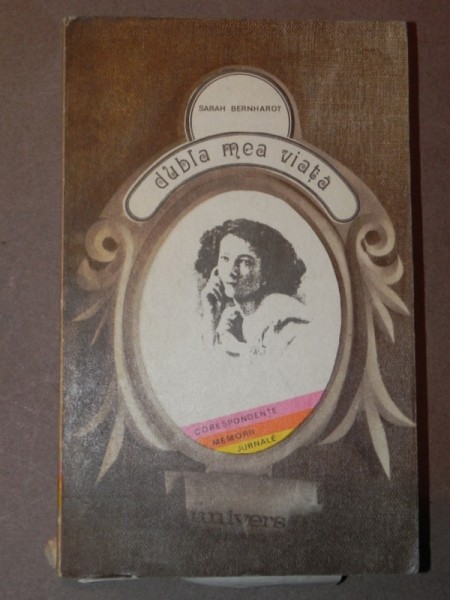 SARAH BERNHARDT
dubla mea viață
CORESPONDENȚE
MEMORII
JURNALE
univers